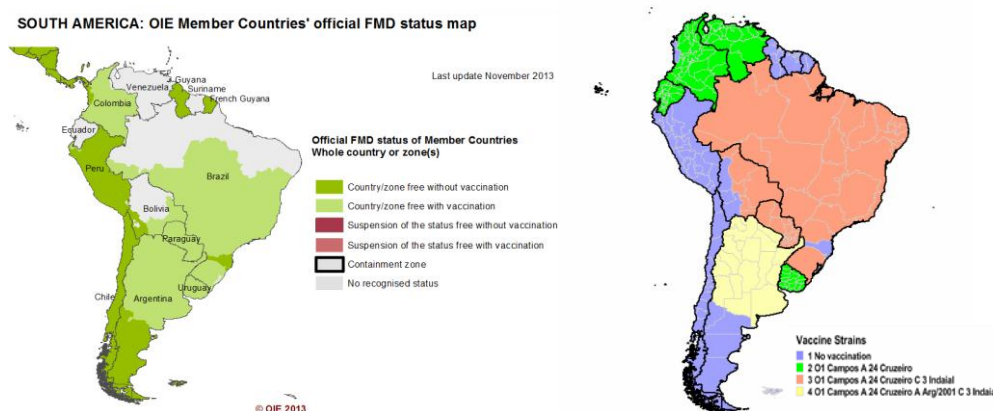 SOUTH AMERICA: OIE Member Countries' official FMD status map
Last update November 2013
Guyana
Venezuela
Suriname
French Guyana
Colombia
Ecuador
Peru
Brazil
Bolivia
Paraguay
Chile
Argentina
Uruguay
Official FMD status of Member Countries
Whole country or zone(s)
Country/zone free without vaccination
Country/zone free with vaccination
Suspension of the status free without vaccination
Suspension of the status free with vaccination
Containment zone
No recognised status
© OIE 2013
Vaccine Strains
1 No vaccination
2 O1 Campos A 24 Cruzeiro
3 O1 Campos A 24 Cruzeiro C 3 Indaial
4 O1 Campos A 24 Cruzeiro A Arg/2001 C 3 Indaial